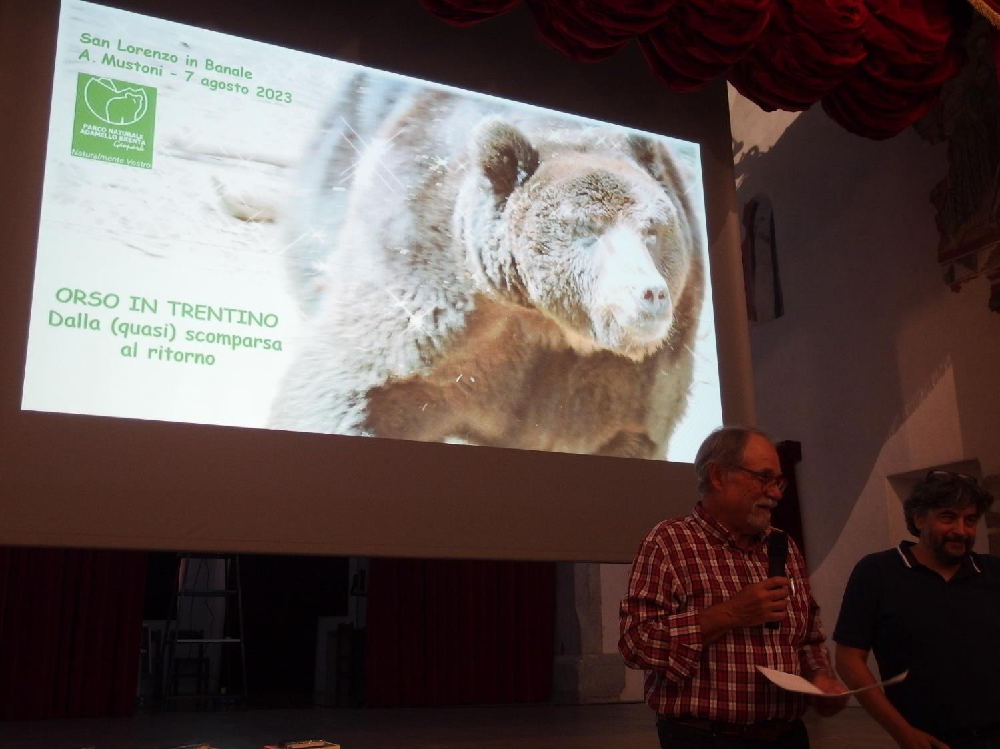 San Lorenzo in Banale
A. Mustoni - 7 agosto 2023
PARCO NATURALE
ADAMELLO BRENTA
Geopark
Naturalmente Vostro
ORSO IN TRENTINO
Dalla (quasi) scomparsa
al ritorno